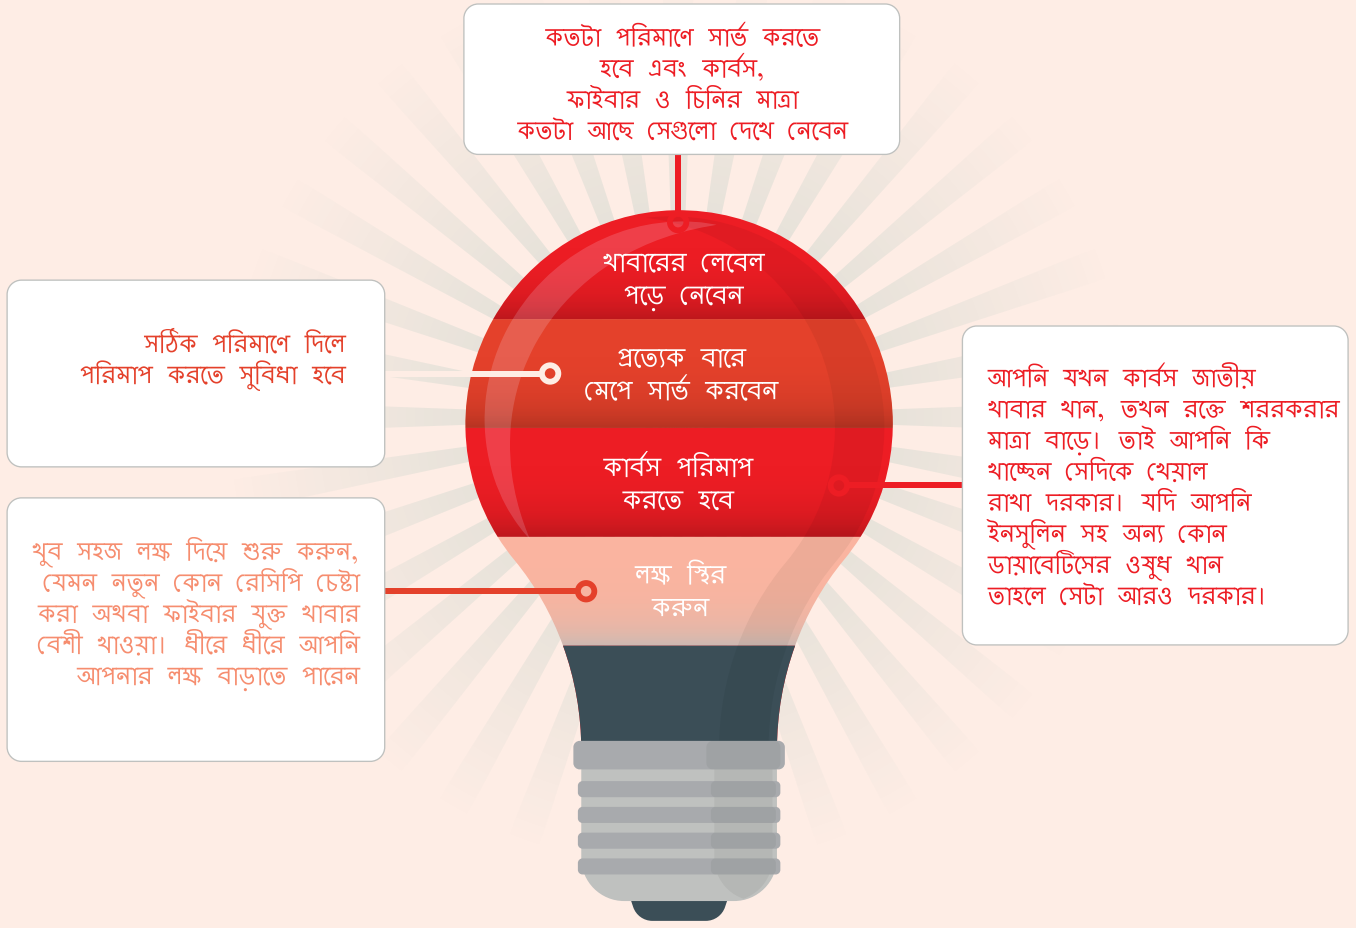 কতটা পরিমাণে সার্ভ করতে
হবে এবং কার্বস,
ফাইবার ও চিনির মাত্রা
কতটা আছে সেগুলো দেখে নেবেন
খাবারের লেবেল
পড়ে নেবেন
সঠিক পরিমাণে দিলে
পরিমাপ করতে সুবিধা হবে
প্রত্যেক বারে
মেপে সার্ভ করবেন
কার্বস পরিমাপ
করতে হবে
আপনি যখন কার্বস জাতীয়
খাবার খান, তখন রক্তে শররকরার
মাত্রা বাড়ে। তাই আপনি কি
খাচ্ছেন সেদিকে খেয়াল
রাখা দরকার। যদি আপনি
ইনসুলিন সহ অন্য কোন
ডায়াবেটিসের ওষুধ খান
তাহলে সেটা আরও দরকার।
খুব সহজ লক্ষ দিয়ে শুরু করুন,
যেমন নতুন কোন রেসিপি চেষ্টা
করা অথবা ফাইবার যুক্ত খাবার
বেশী খাওয়া। ধীরে ধীরে আপনি
আপনার লক্ষ বাড়াতে পারেন
লক্ষ স্থির
করুন